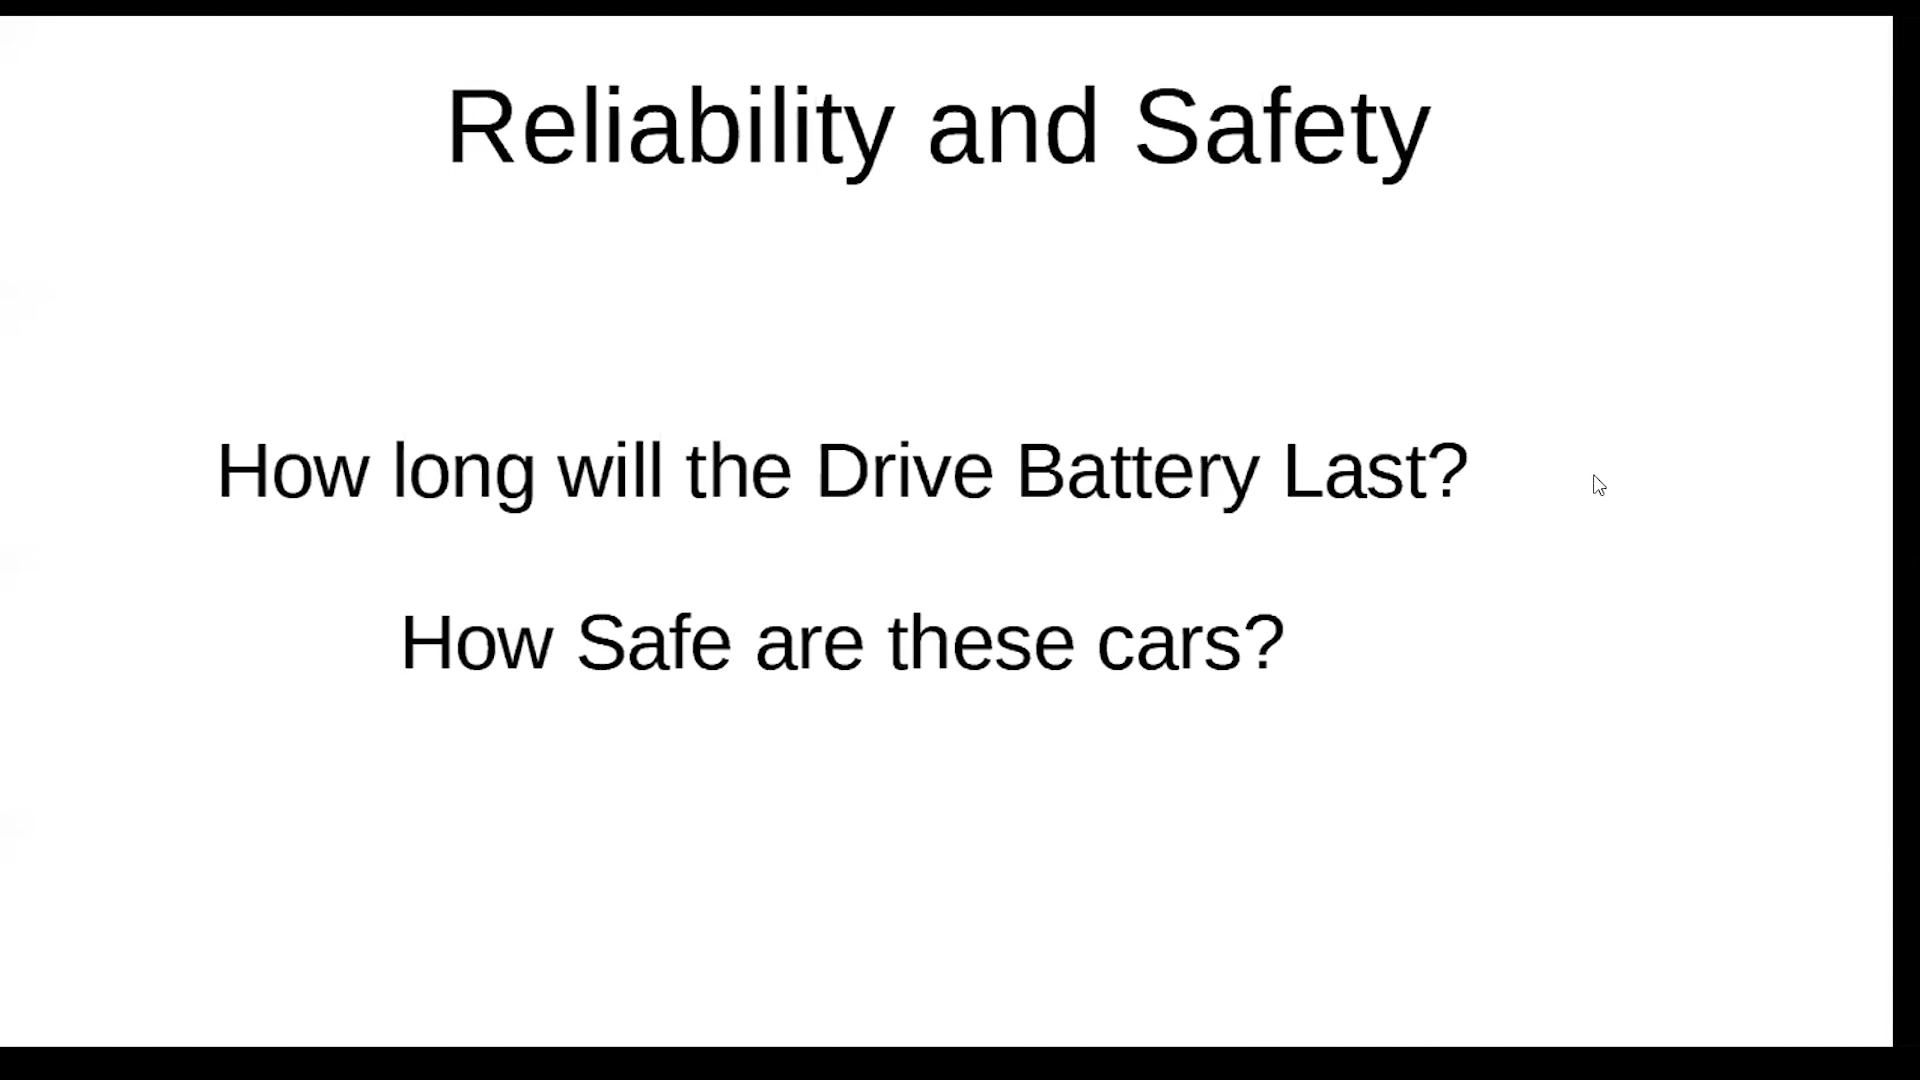 Reliability and Safety
How long will the Drive Battery Last?
How Safe are these cars?